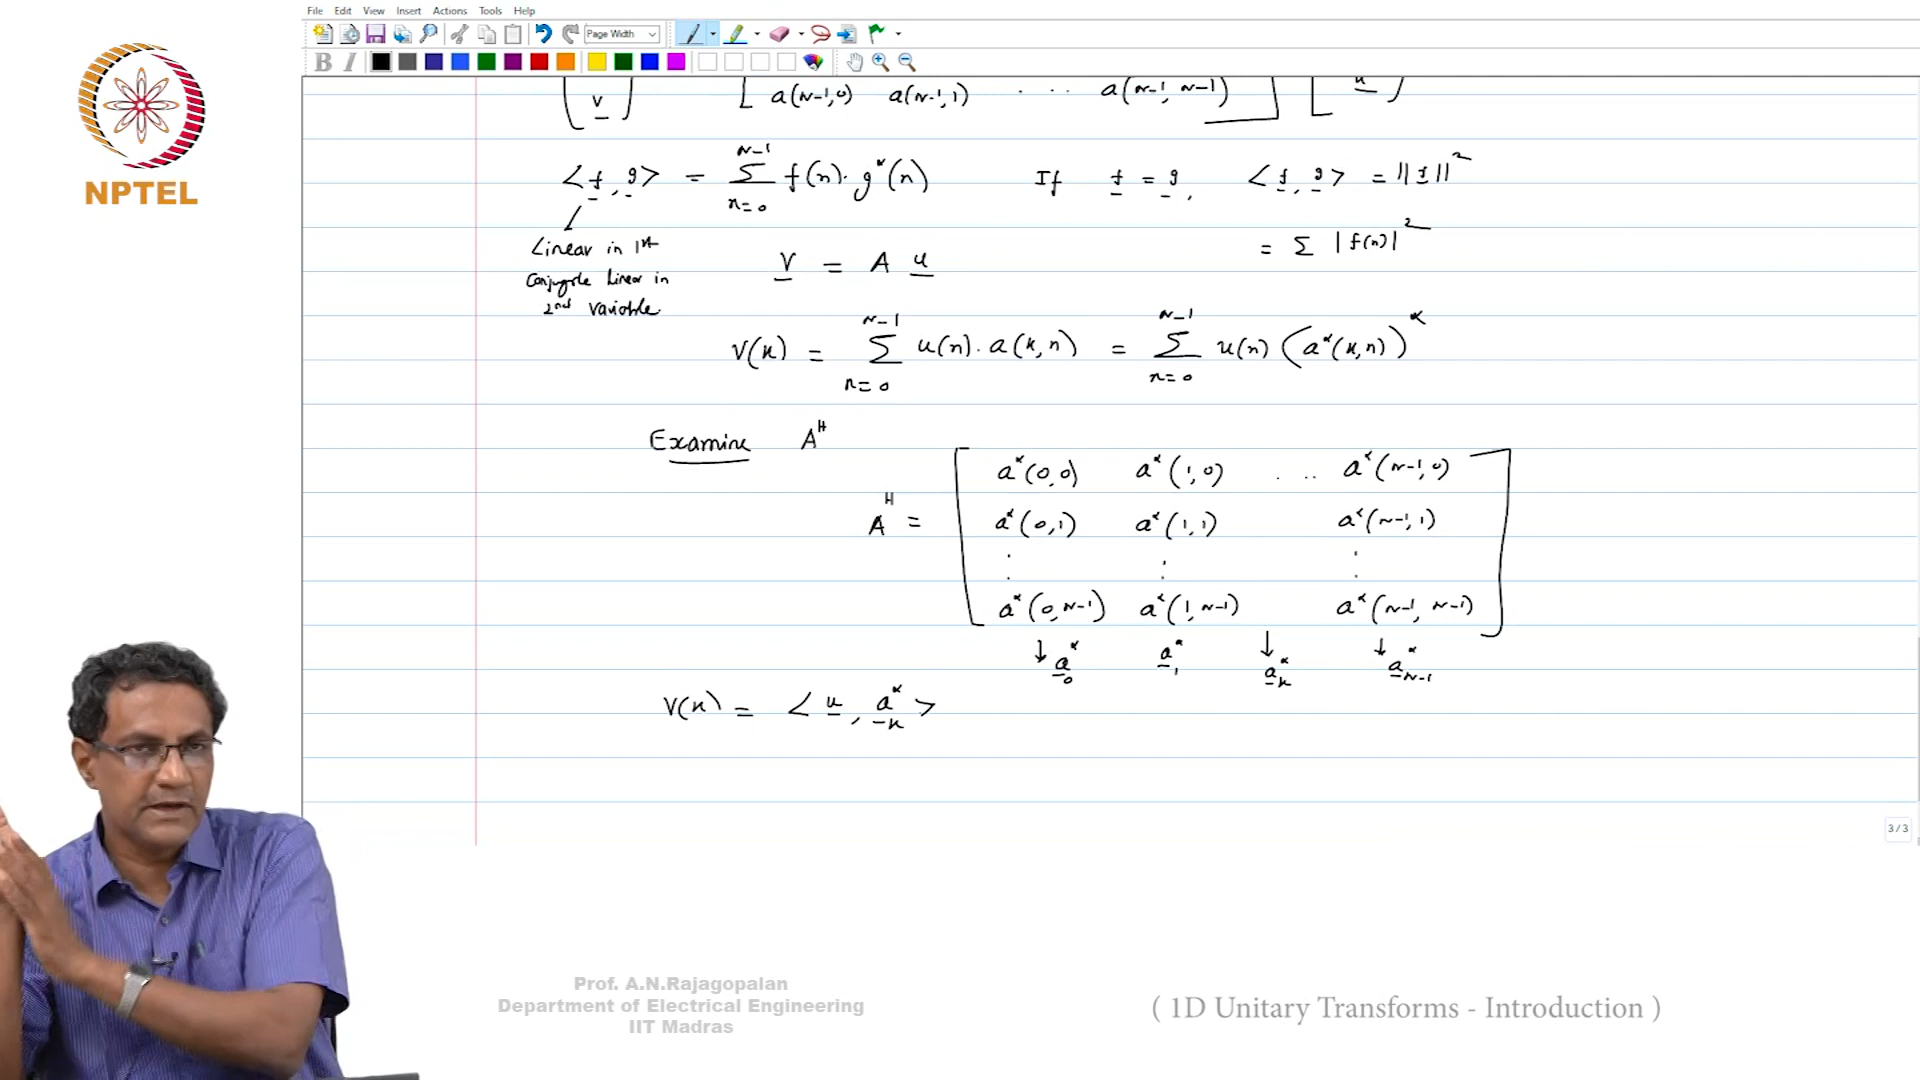 File Edit View Insert Actions Tools Help
Page Width
B I
NPTEL
[v] [a(N-1,0) a(N-1,1) . . . a(N-1, N-1)] [u]
<f, g> = Σ_{n=0}^{N-1} f(n). g*(n) If f = g, <f, g> = ||f||²
Linear in 1st
Conjugate Linear in
2nd variable
= Σ |f(n)|²
V = A u
V(k) = Σ_{n=0}^{N-1} u(n). a(k,n) = Σ_{n=0}^{N-1} u(n) (a*(k,n))*
Examine A^H
A^H = [
a*(0,0) a*(1,0) . .. a*(N-1,0)
a*(0,1) a*(1,1) a*(N-1,1)
: : :
a*(0,N-1) a*(1,N-1) a*(N-1, N-1)
]
↓ a*_0 a*_1 ↓ a*_k ↓ a*_{N-1}
V(k) = <u, a*_k>
3 / 3
Prof. A.N.Rajagopalan
Department of Electrical Engineering
IIT Madras
( 1D Unitary Transforms - Introduction )